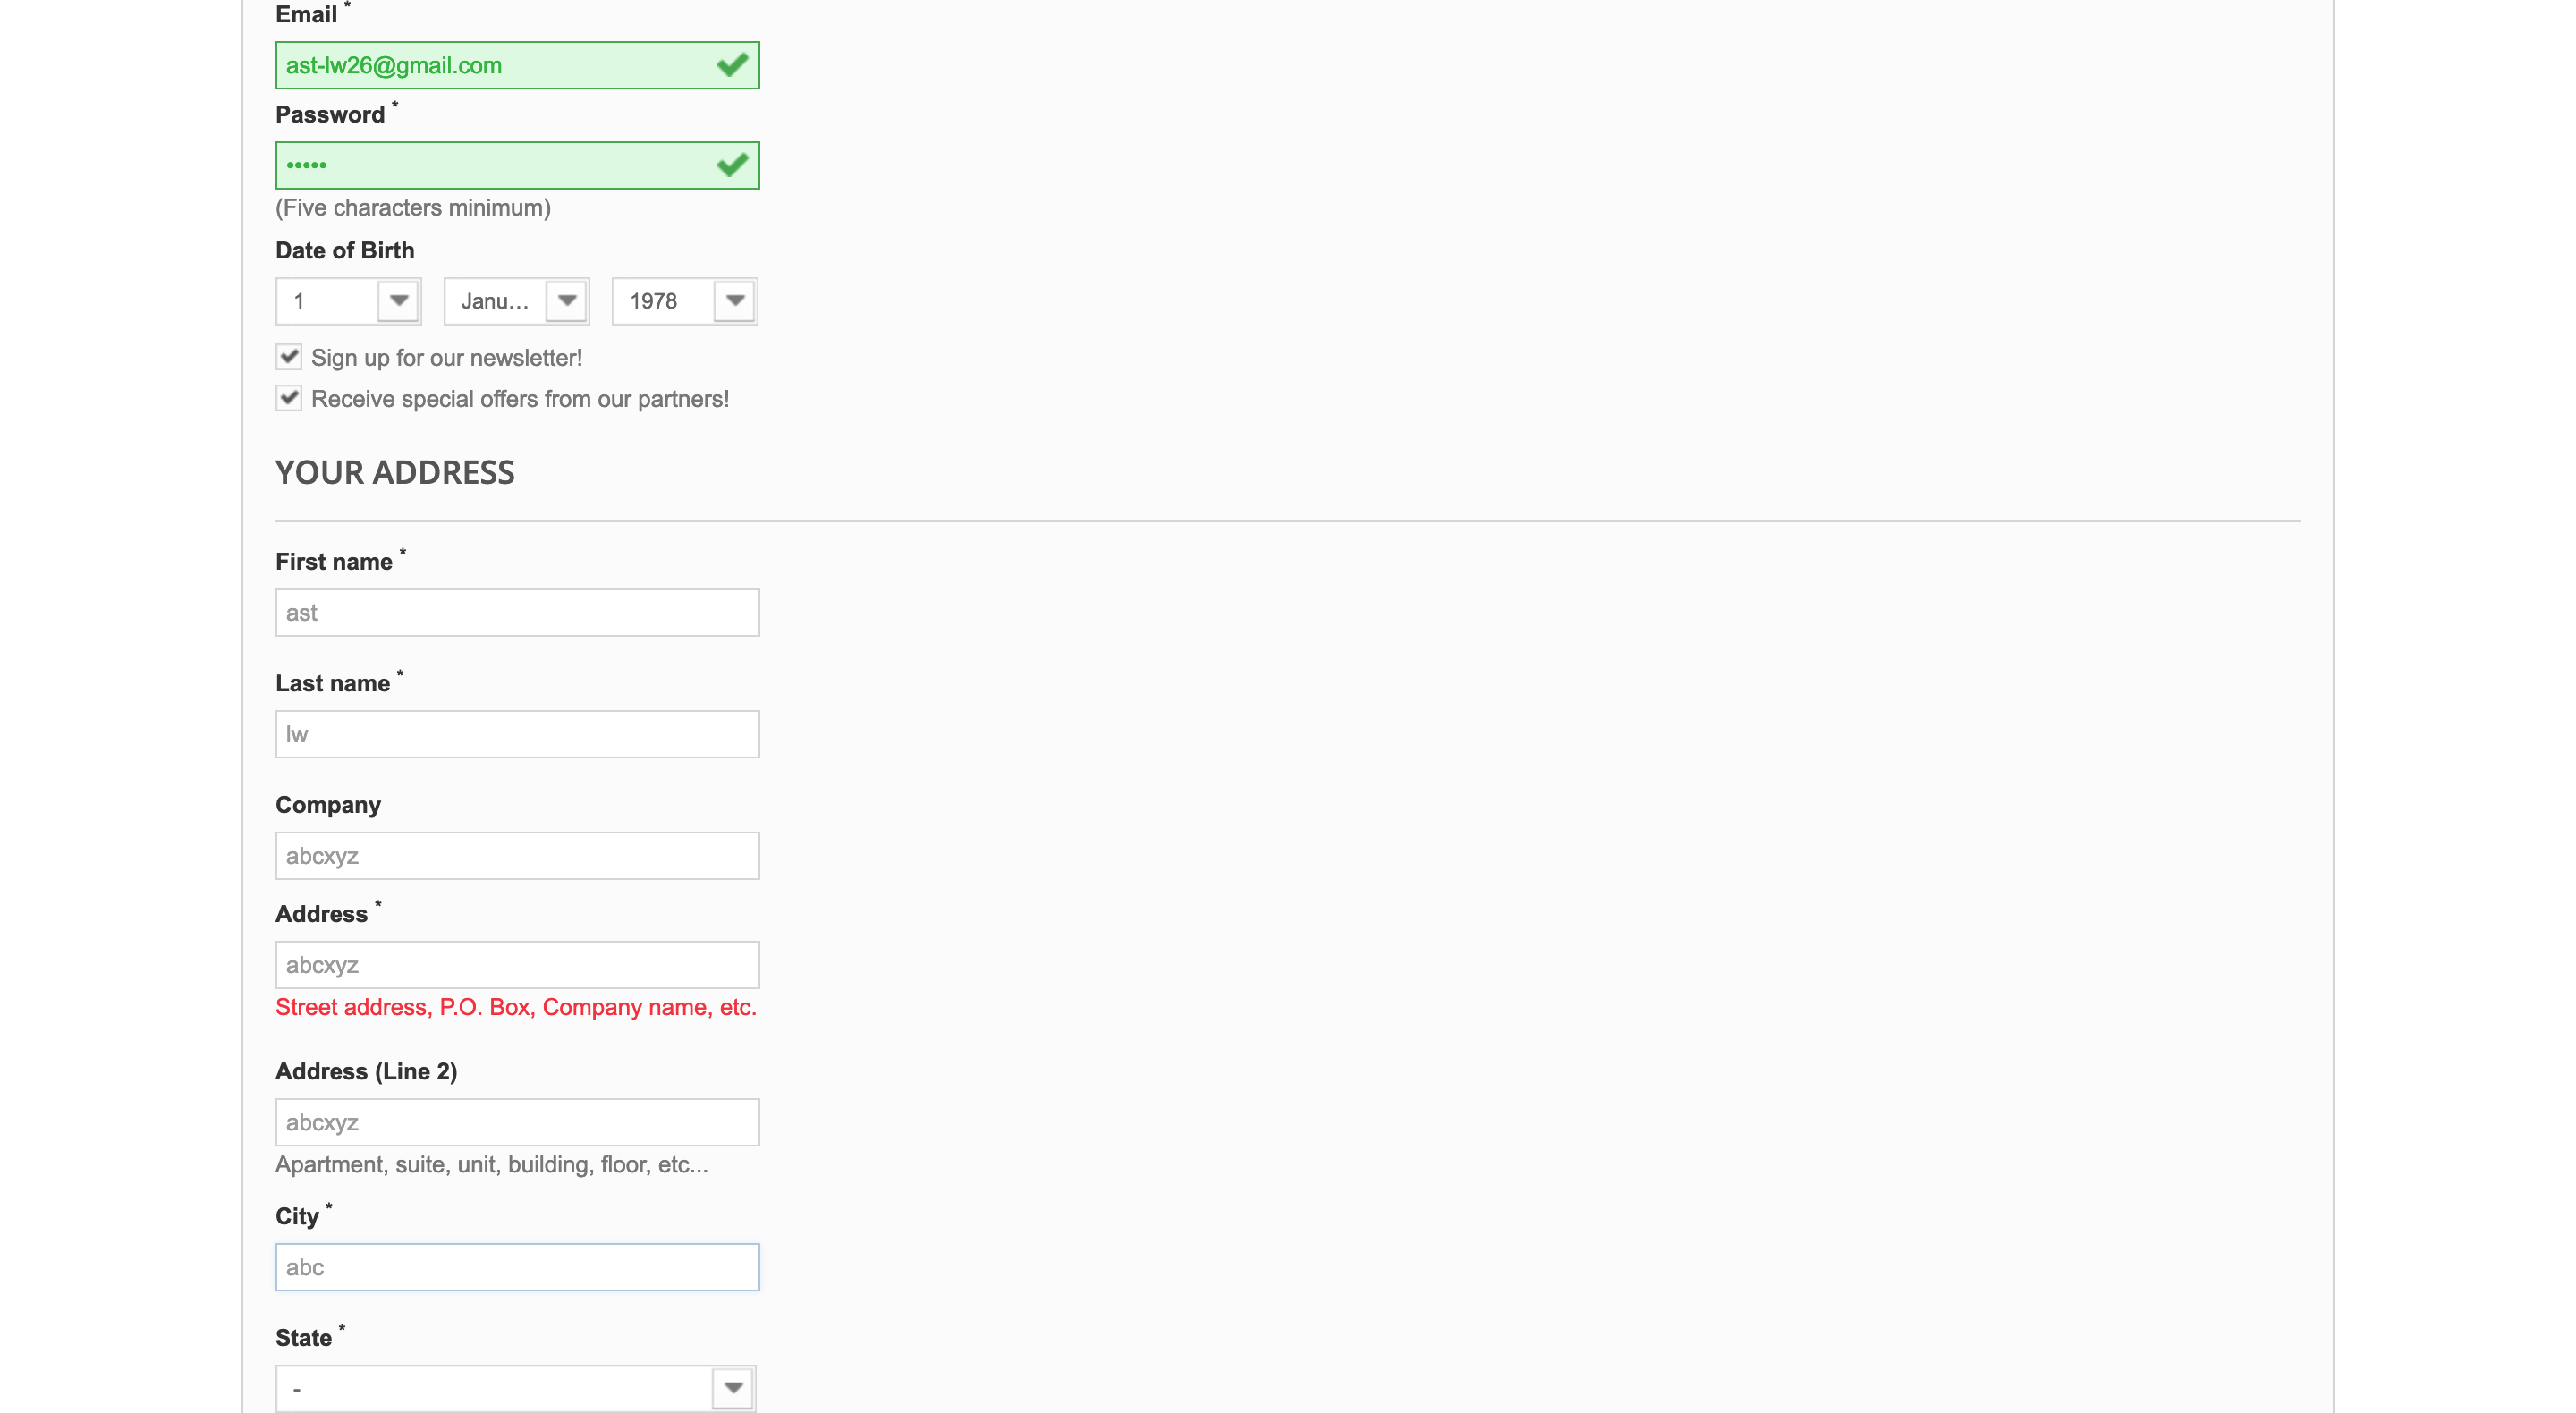 Email *
ast-lw26@gmail.com
Password *
•••••
(Five characters minimum)
Date of Birth
1 Janu... 1978
Sign up for our newsletter!
Receive special offers from our partners!
YOUR ADDRESS
First name *
ast
Last name *
lw
Company
abcxyz
Address *
abcxyz
Street address, P.O. Box, Company name, etc.
Address (Line 2)
abcxyz
Apartment, suite, unit, building, floor, etc...
City *
abc
State *
-